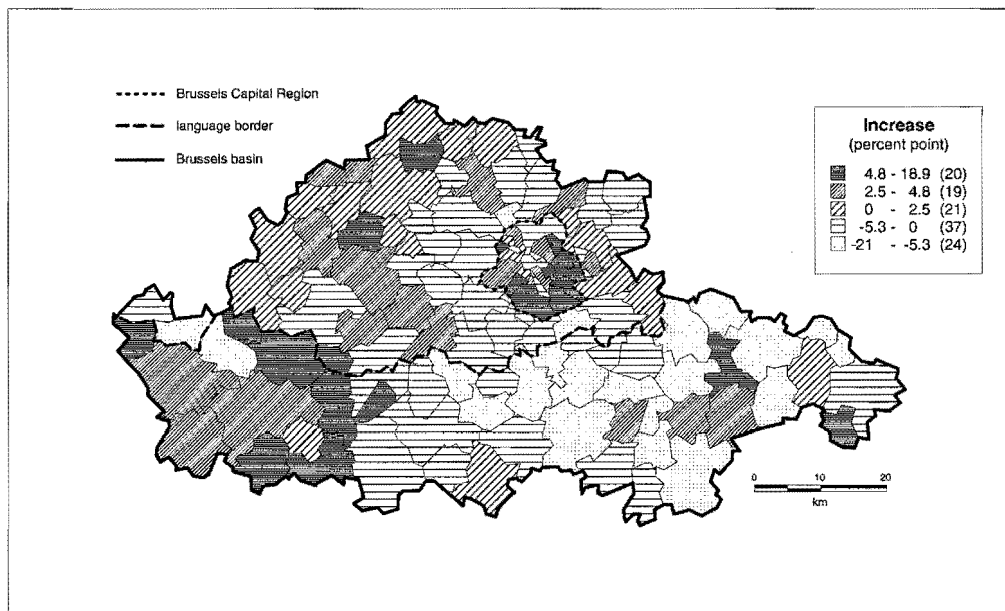 Brussels Capital Region
language border
Brussels basin
Increase
(percent point)
4.8 - 18.9 (20)
2.5 - 4.8 (19)
0 - 2.5 (21)
-5.3 - 0 (37)
-21 - -5.3 (24)
0 10 20
km